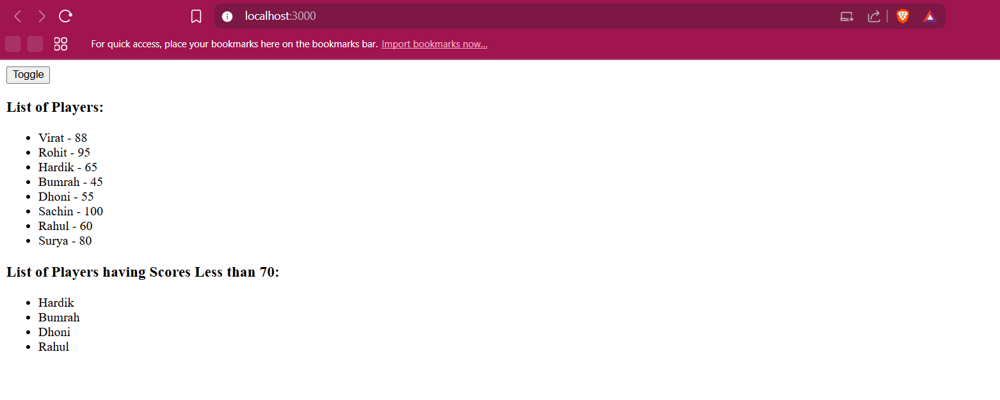 localhost:3000
For quick access, place your bookmarks here on the bookmarks bar. Import bookmarks now...
Toggle
List of Players:
Virat - 88
Rohit - 95
Hardik - 65
Bumrah - 45
Dhoni - 55
Sachin - 100
Rahul - 60
Surya - 80
List of Players having Scores Less than 70:
Hardik
Bumrah
Dhoni
Rahul